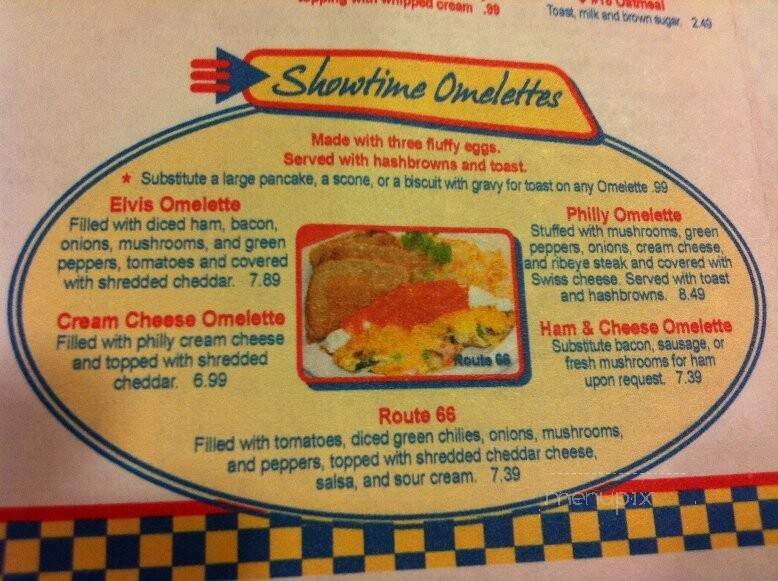 topping with whipped cream .99
#18 Oatmeal
Toast, milk and brown sugar. 2.49
Showtime Omelettes
Made with three fluffy eggs.
Served with hashbrowns and toast.
★ Substitute a large pancake, a scone, or a biscuit with gravy for toast on any Omelette .99
Elvis Omelette
Filled with diced ham, bacon,
onions, mushrooms, and green
peppers, tomatoes and covered
with shredded cheddar. 7.89
Cream Cheese Omelette
Filled with philly cream cheese
and topped with shredded
cheddar. 6.99
Philly Omelette
Stuffed with mushrooms, green
peppers, onions, cream cheese,
and ribeye steak and covered with
Swiss cheese. Served with toast
and hashbrowns. 8.49
Ham & Cheese Omelette
Substitute bacon, sausage, or
fresh mushrooms for ham
upon request. 7.39
Route 66
Route 66
Filled with tomatoes, diced green chilies, onions, mushrooms,
and peppers, topped with shredded cheddar cheese,
salsa, and sour cream. 7.39
menupix